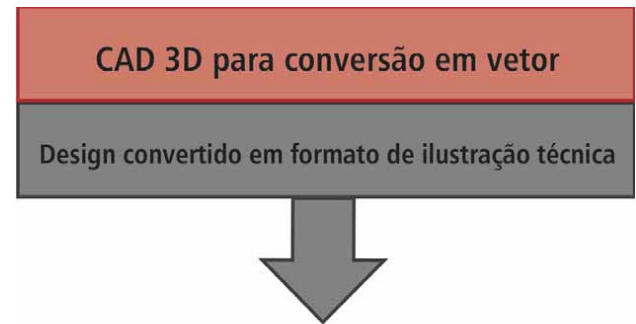 CAD 3D para conversão em vetor
Design convertido em formato de ilustração técnica